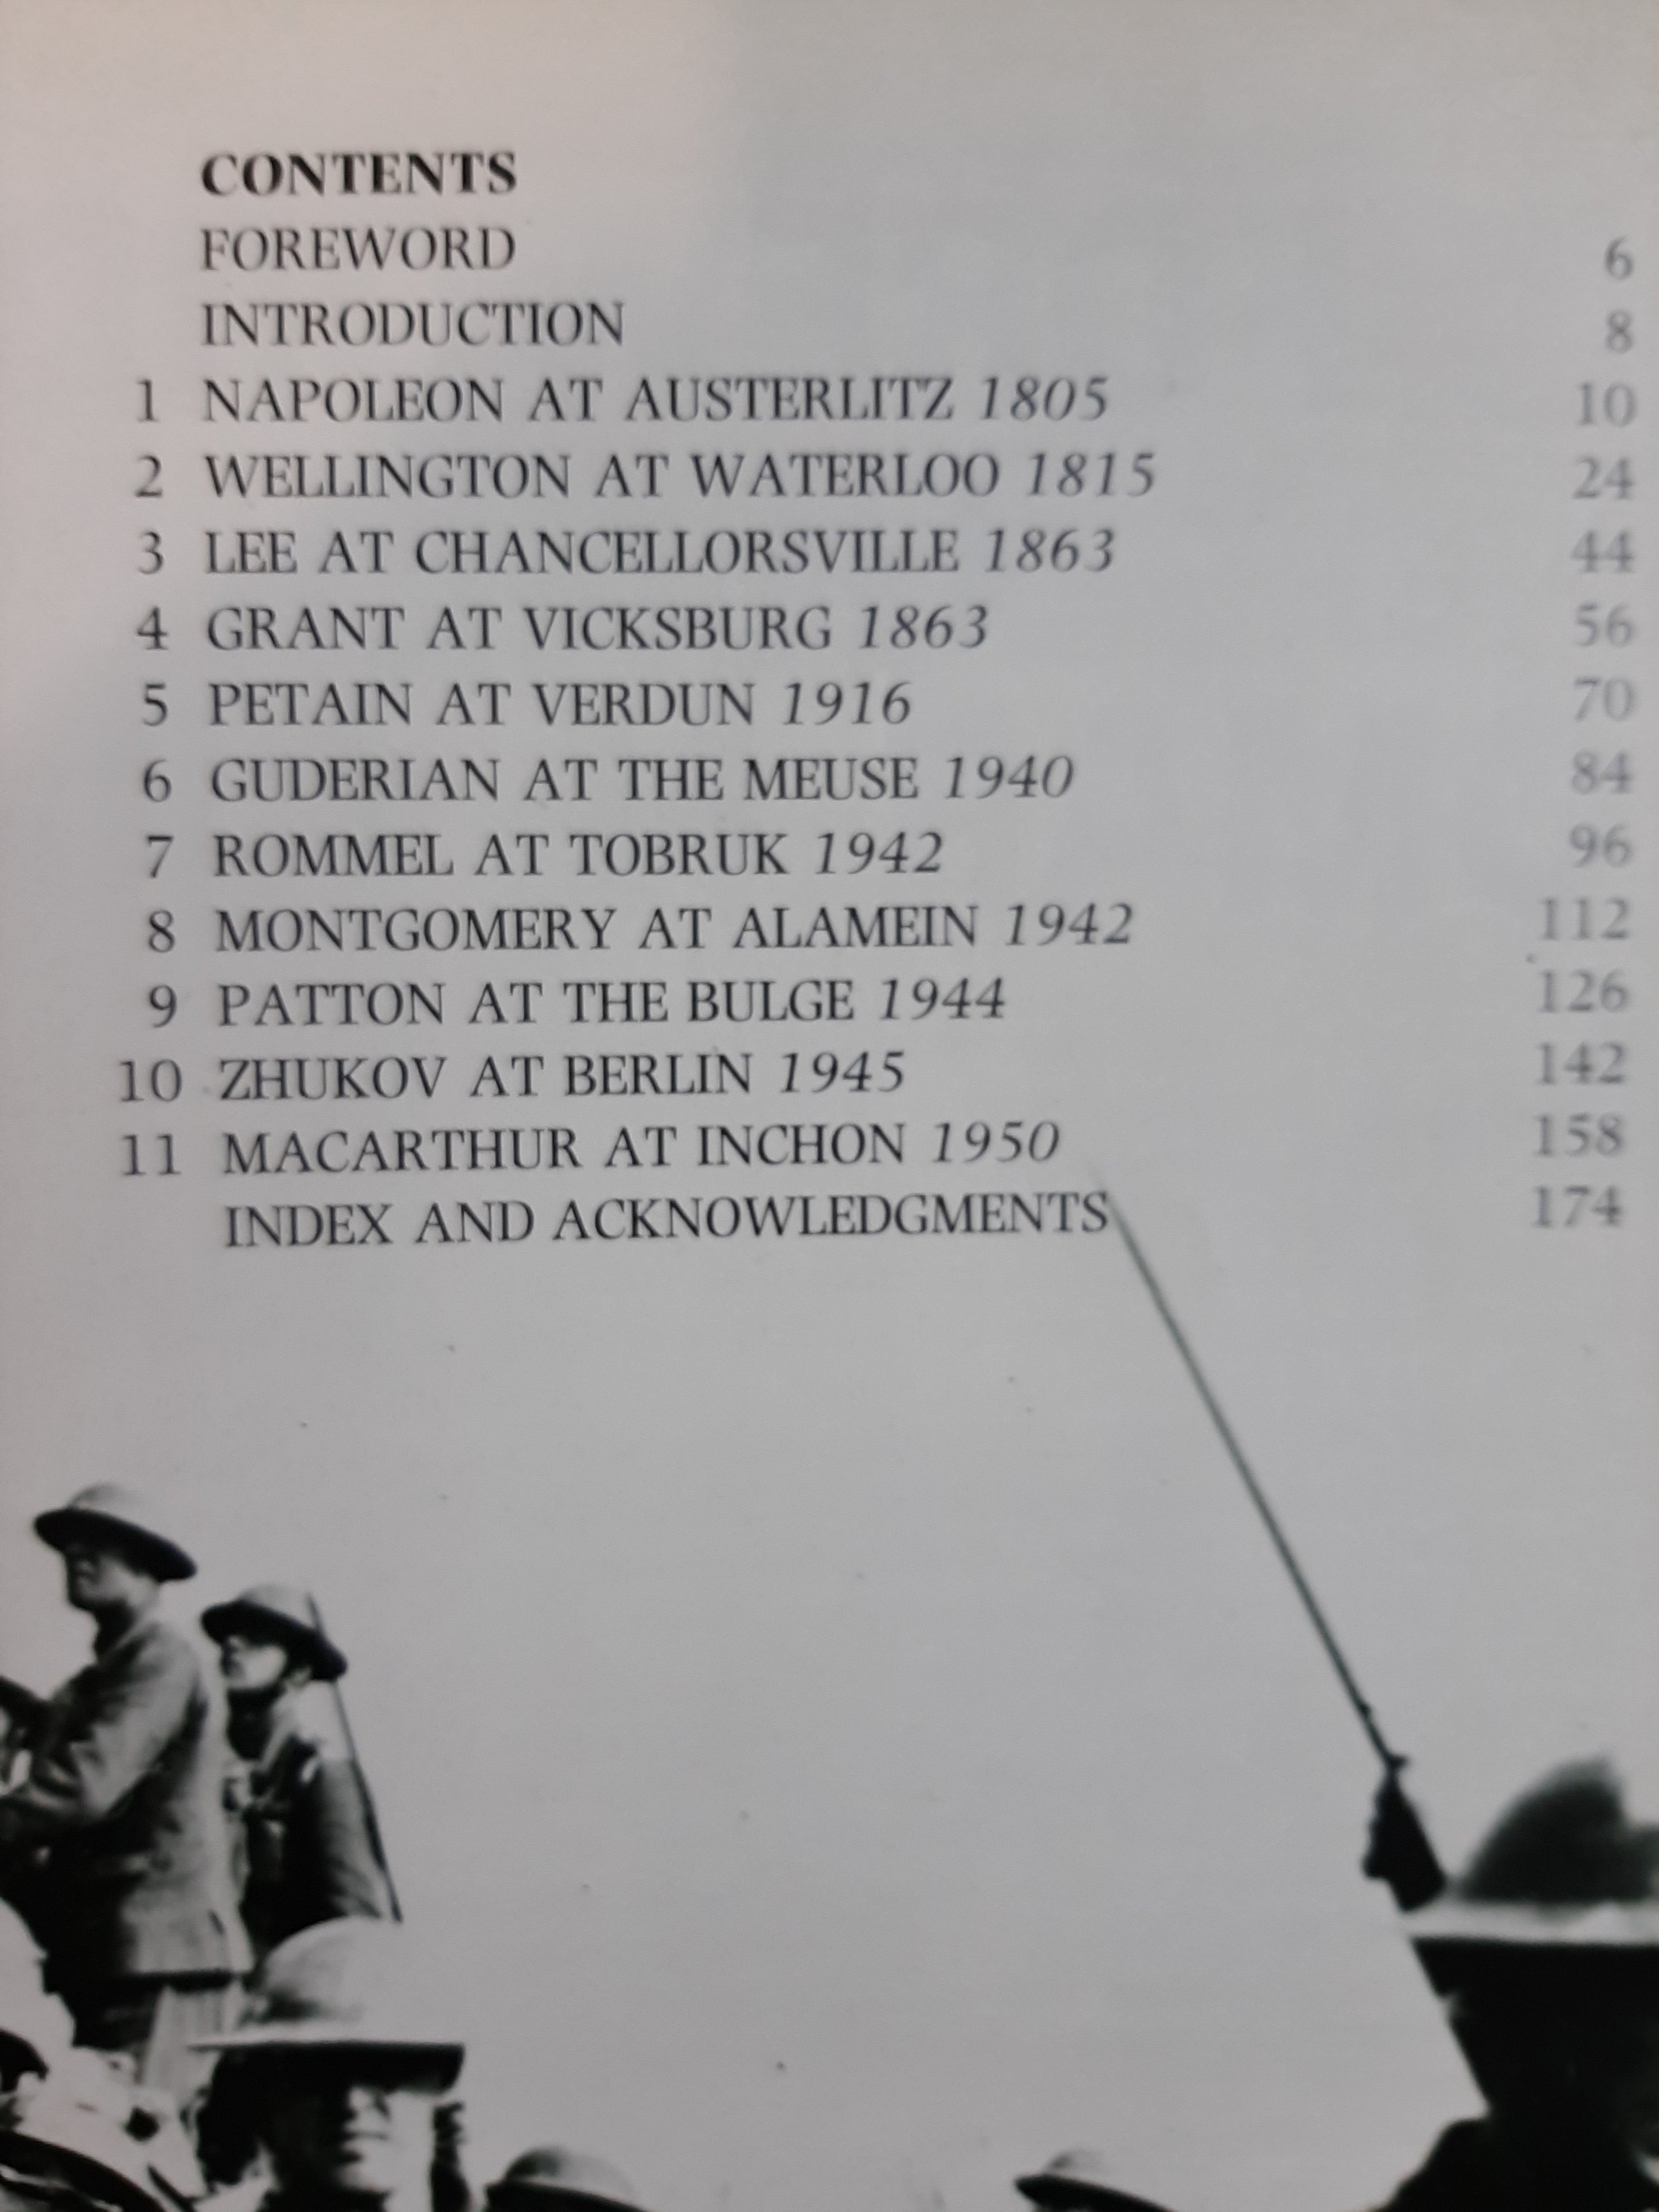 CONTENTS
FOREWORD 6
INTRODUCTION 8
1 NAPOLEON AT AUSTERLITZ 1805 10
2 WELLINGTON AT WATERLOO 1815 24
3 LEE AT CHANCELLORSVILLE 1863 44
4 GRANT AT VICKSBURG 1863 56
5 PETAIN AT VERDUN 1916 70
6 GUDERIAN AT THE MEUSE 1940 84
7 ROMMEL AT TOBRUK 1942 96
8 MONTGOMERY AT ALAMEIN 1942 112
9 PATTON AT THE BULGE 1944 126
10 ZHUKOV AT BERLIN 1945 142
11 MACARTHUR AT INCHON 1950 158
INDEX AND ACKNOWLEDGMENTS 174